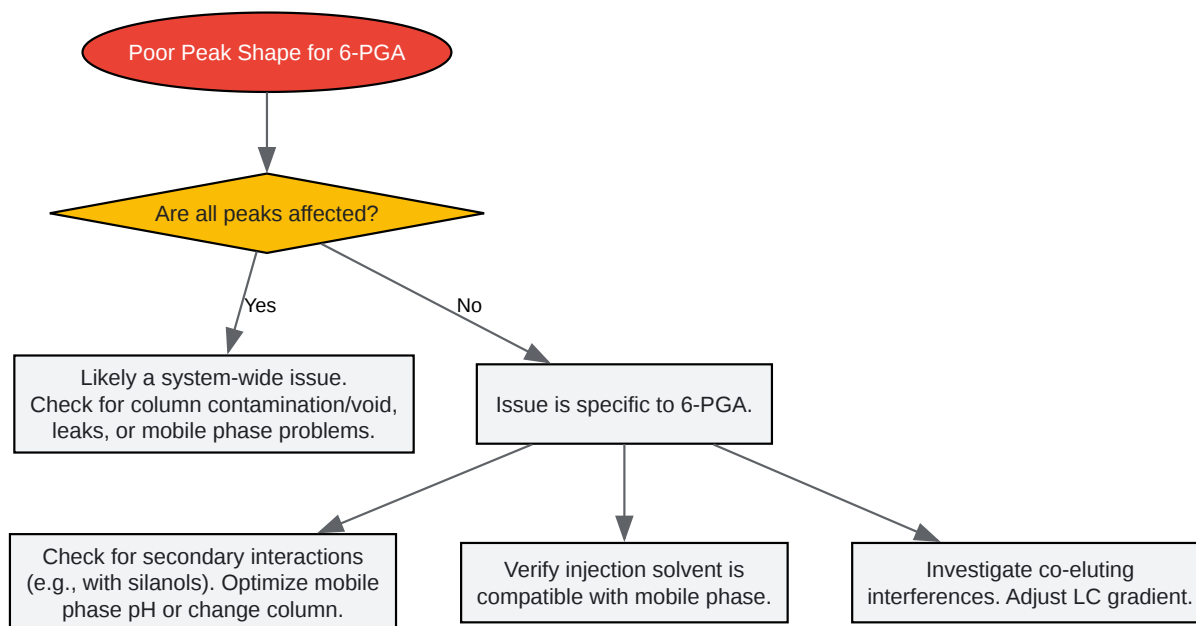 Poor Peak Shape for 6-PGA
Are all peaks affected?
Yes
No
Likely a system-wide issue.
Check for column contamination/void,
leaks, or mobile phase problems.
Issue is specific to 6-PGA.
Check for secondary interactions
(e.g., with silanols). Optimize mobile
phase pH or change column.
Verify injection solvent is
compatible with mobile phase.
Investigate co-eluting
interferences. Adjust LC gradient.